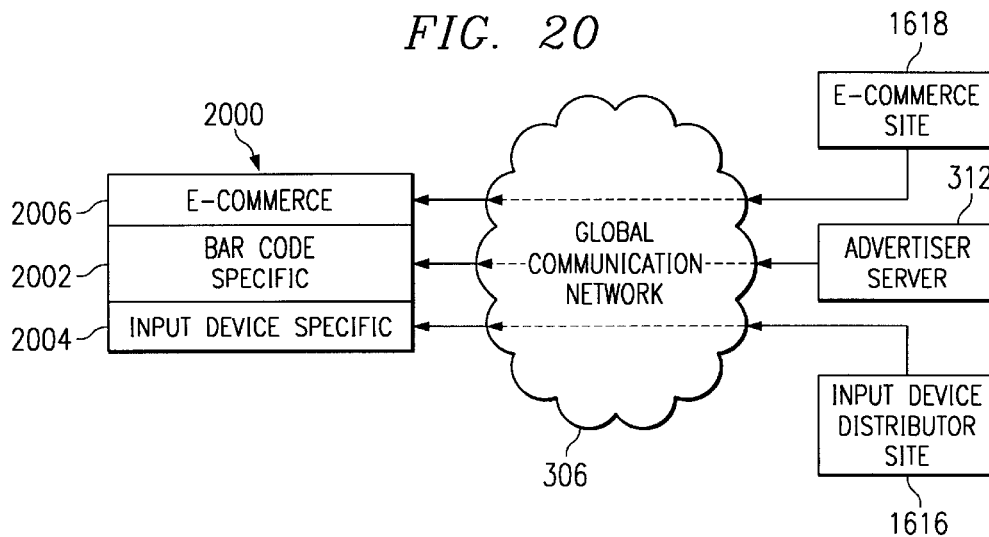 FIG. 20
1618
E-COMMERCE
SITE
2000
312
2006
E-COMMERCE
2002
BAR CODE
SPECIFIC
GLOBAL
COMMUNICATION
NETWORK
ADVERTISER
SERVER
2004
INPUT DEVICE SPECIFIC
INPUT DEVICE
DISTRIBUTOR
SITE
306
1616